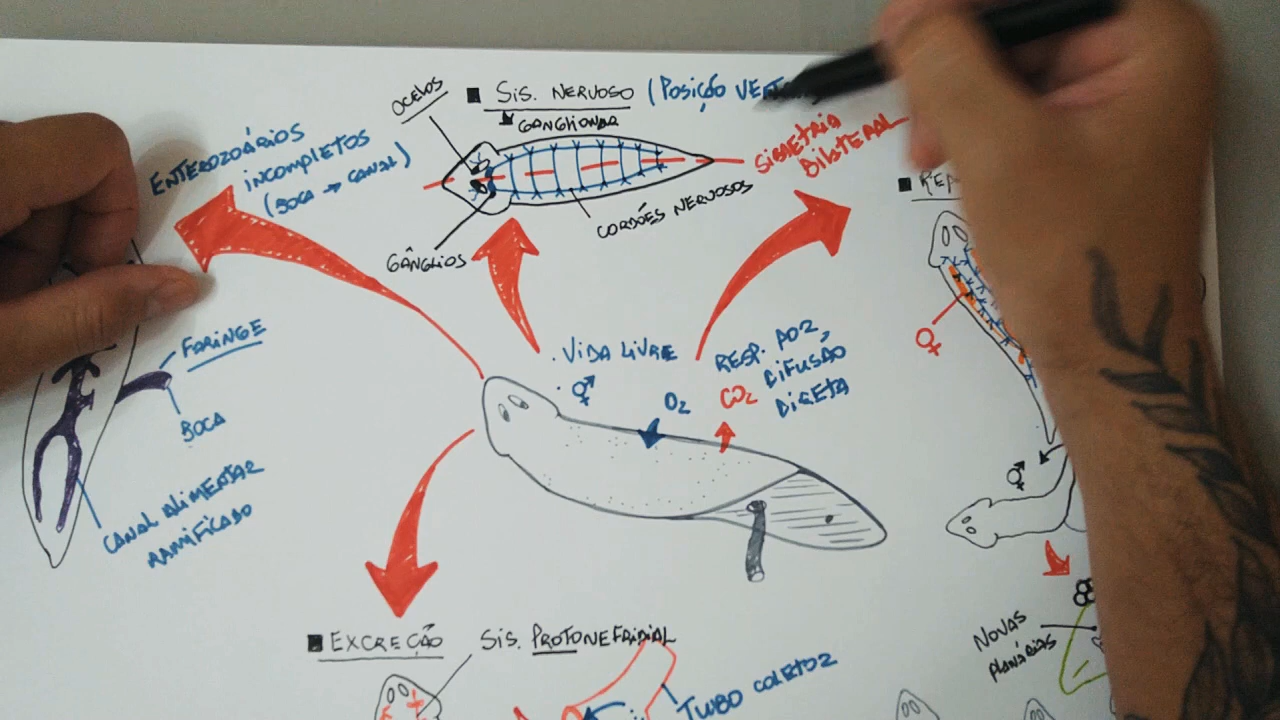 OCELOS
■ SIS. NERVOSO (POSIÇÃO
GANGLIONAR
ENTEROZOÁRIOS
INCOMPLETOS
(BOCA → CANAL)
SIMETRIA
BILATERAL
CORDÕES NERVOSOS
GÂNGLIOS
FARINGE
BOCA
CANAL ALIMENTAR
RAMIFICADO
. VIDA LIVRE
. ⚥
O2
CO2
RESP. POR
DIFUSÃO
DIRETA
♀
⚥
■ EXCREÇÃO
SIS. PROTONEFRIDIAL
TUBO COLETOR
NOVAS
PLANÁRIAS